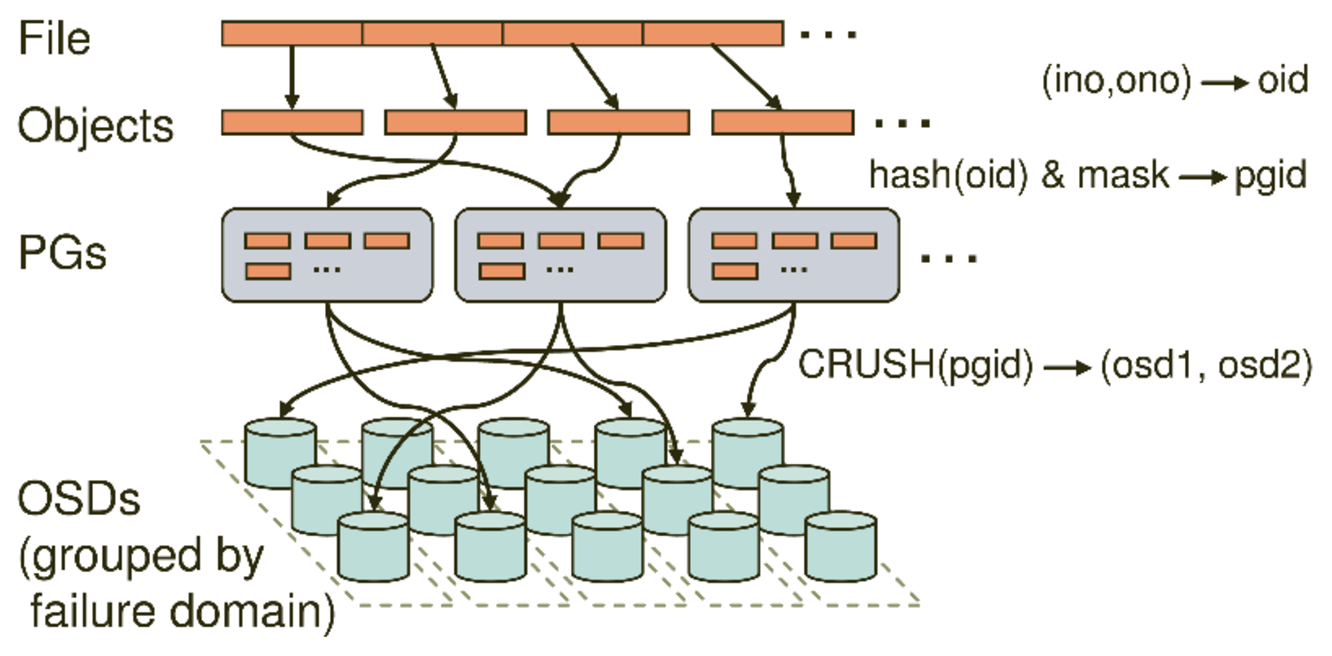 File
(ino,ono) → oid
Objects
hash(oid) & mask → pgid
PGs
CRUSH(pgid) → (osd1, osd2)
OSDs
(grouped by
failure domain)